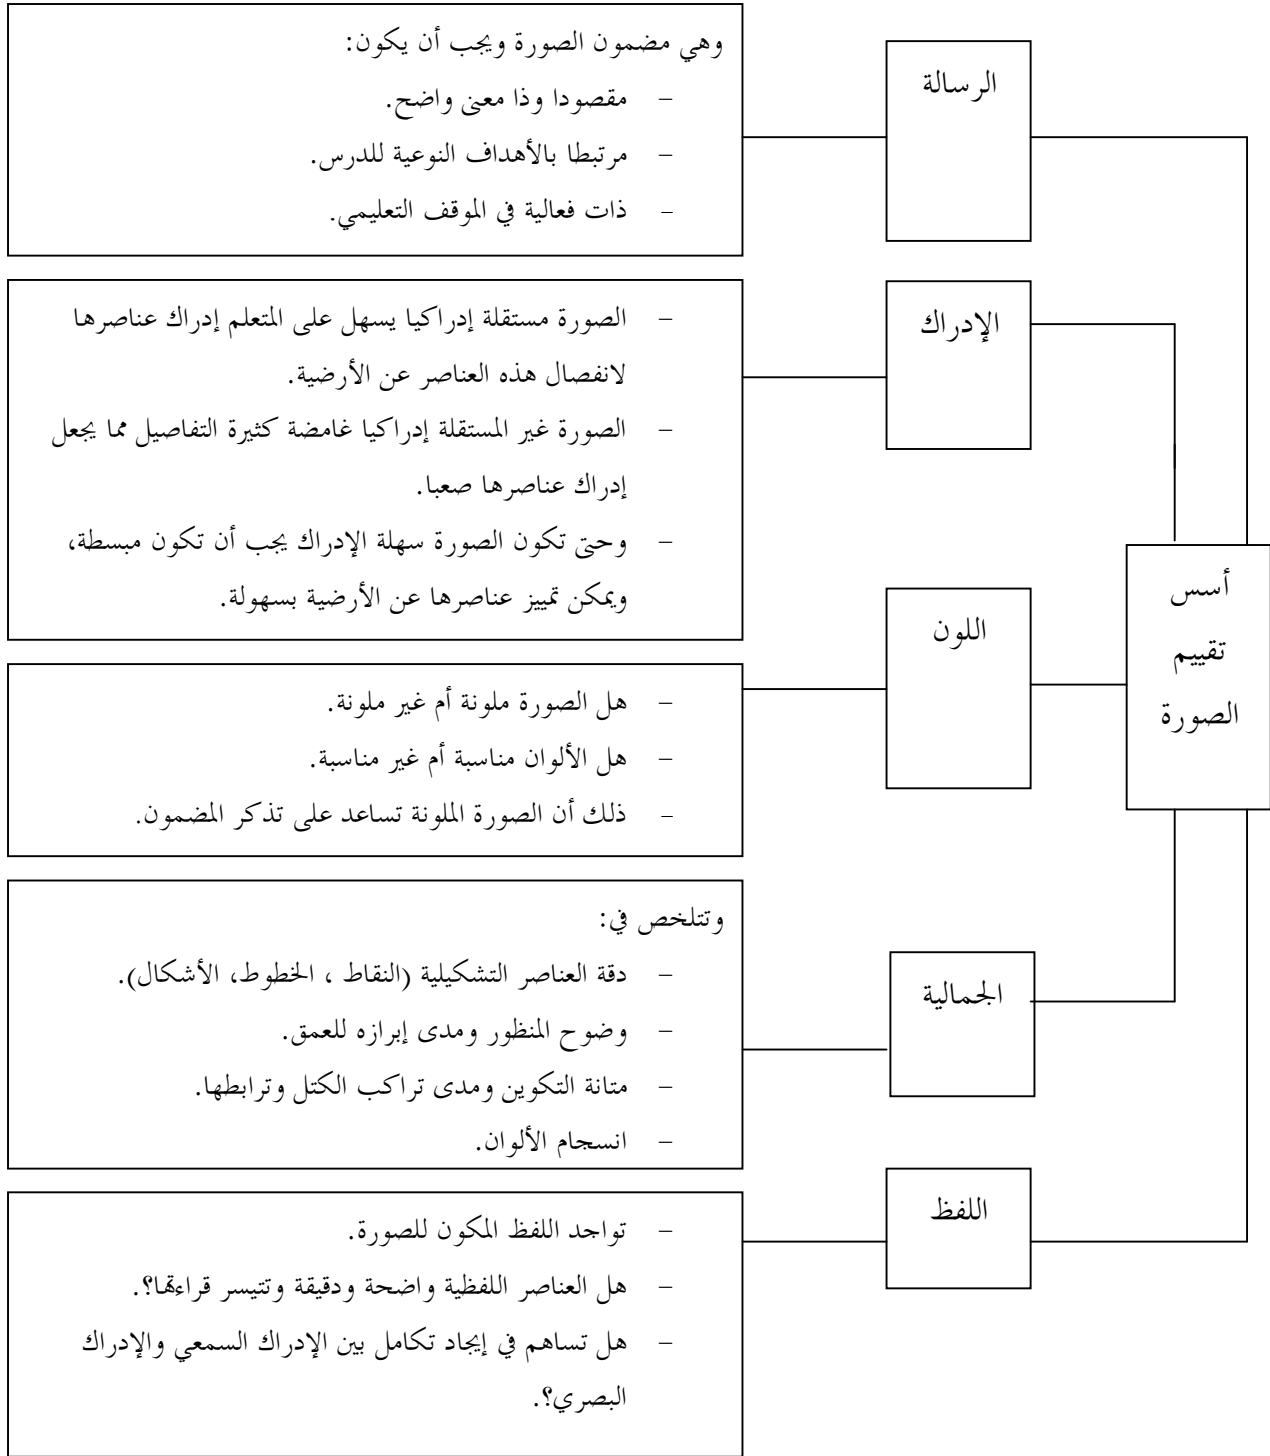 وهي مضمون الصورة ويجب أن يكون:
– مقصودا وذا معنى واضح.
– مرتبطا بالأهداف النوعية للدرس.
- ذات فعالية في الموقف التعليمي.
الرسالة
– الصورة مستقلة إدراكيا يسهل على المتعلم إدراك عناصرها
لانفصال هذه العناصر عن الأرضية.
– الصورة غير المستقلة إدراكيا غامضة كثيرة التفاصيل مما يجعل
إدراك عناصرها صعبا.
– وحتى تكون الصورة سهلة الإدراك يجب أن تكون مبسطة،
ويمكن تمييز عناصرها عن الأرضية بسهولة.
الإدراك
أسس
تقييم
الصورة
اللون
– هل الصورة ملونة أم غير ملونة.
– هل الألوان مناسبة أم غير مناسبة.
- ذلك أن الصورة الملونة تساعد على تذكر المضمون.
وتتلخص في:
– دقة العناصر التشكيلية (النقاط ، الخطوط، الأشكال).
– وضوح المنظور ومدى إبرازه للعمق.
– متانة التكوين ومدى تراكب الكتل وترابطها.
– انسجام الألوان.
الجمالية
اللفظ
– تواجد اللفظ المكون للصورة.
– هل العناصر اللفظية واضحة ودقيقة وتتيسر قراءتها؟.
– هل تساهم في إيجاد تكامل بين الإدراك السمعي والإدراك
البصري؟.